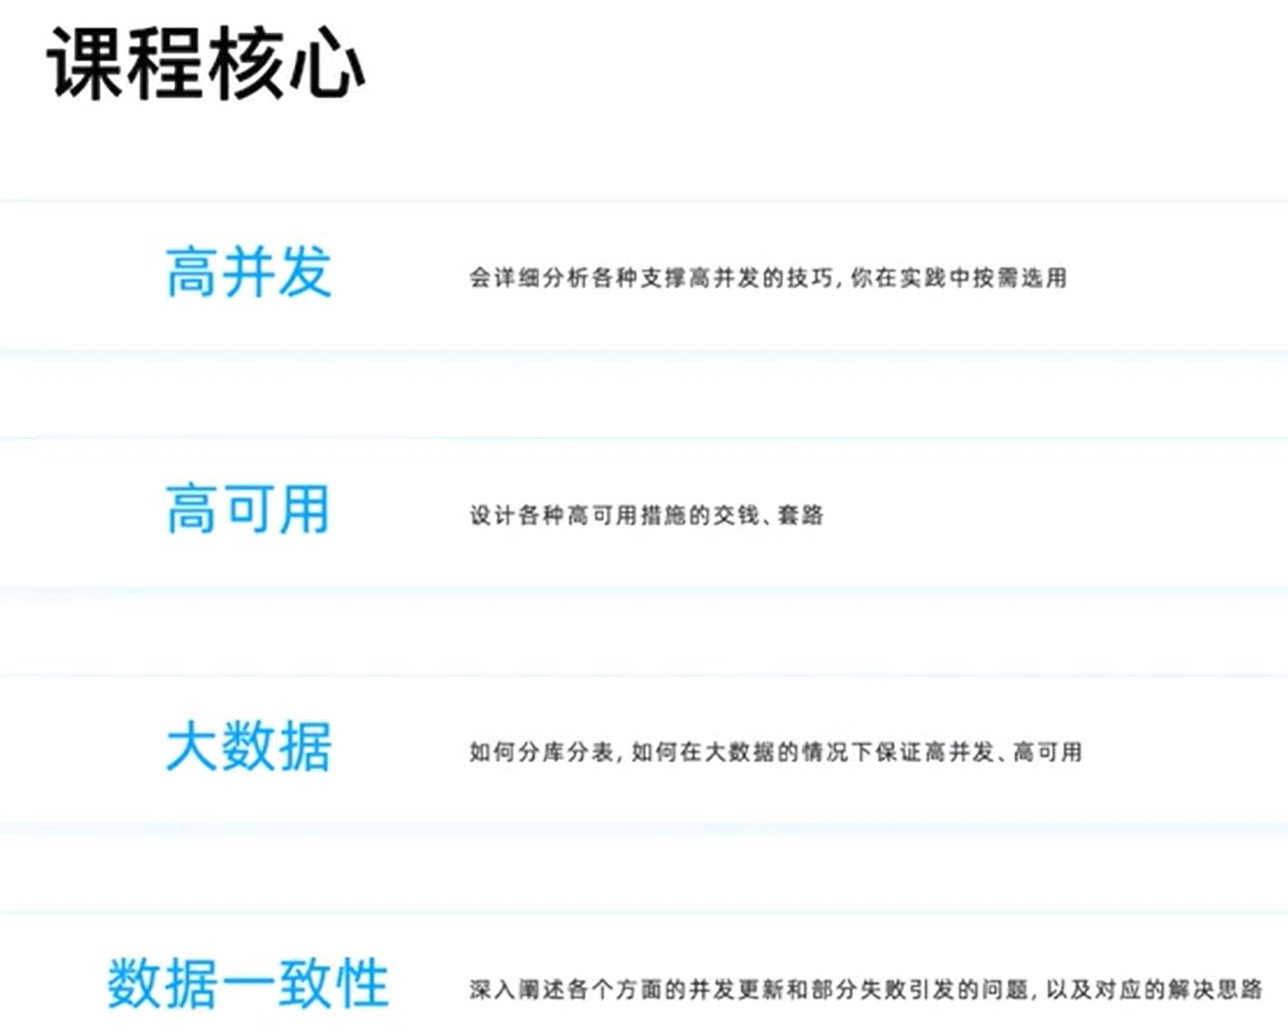 课程核心
高并发
会详细分析各种支撑高并发的技巧, 你在实践中按需选用
高可用
设计各种高可用措施的交钱、套路
大数据
如何分库分表, 如何在大数据的情况下保证高并发、高可用
数据一致性
深入阐述各个方面的并发更新和部分失败引发的问题, 以及对应的解决思路